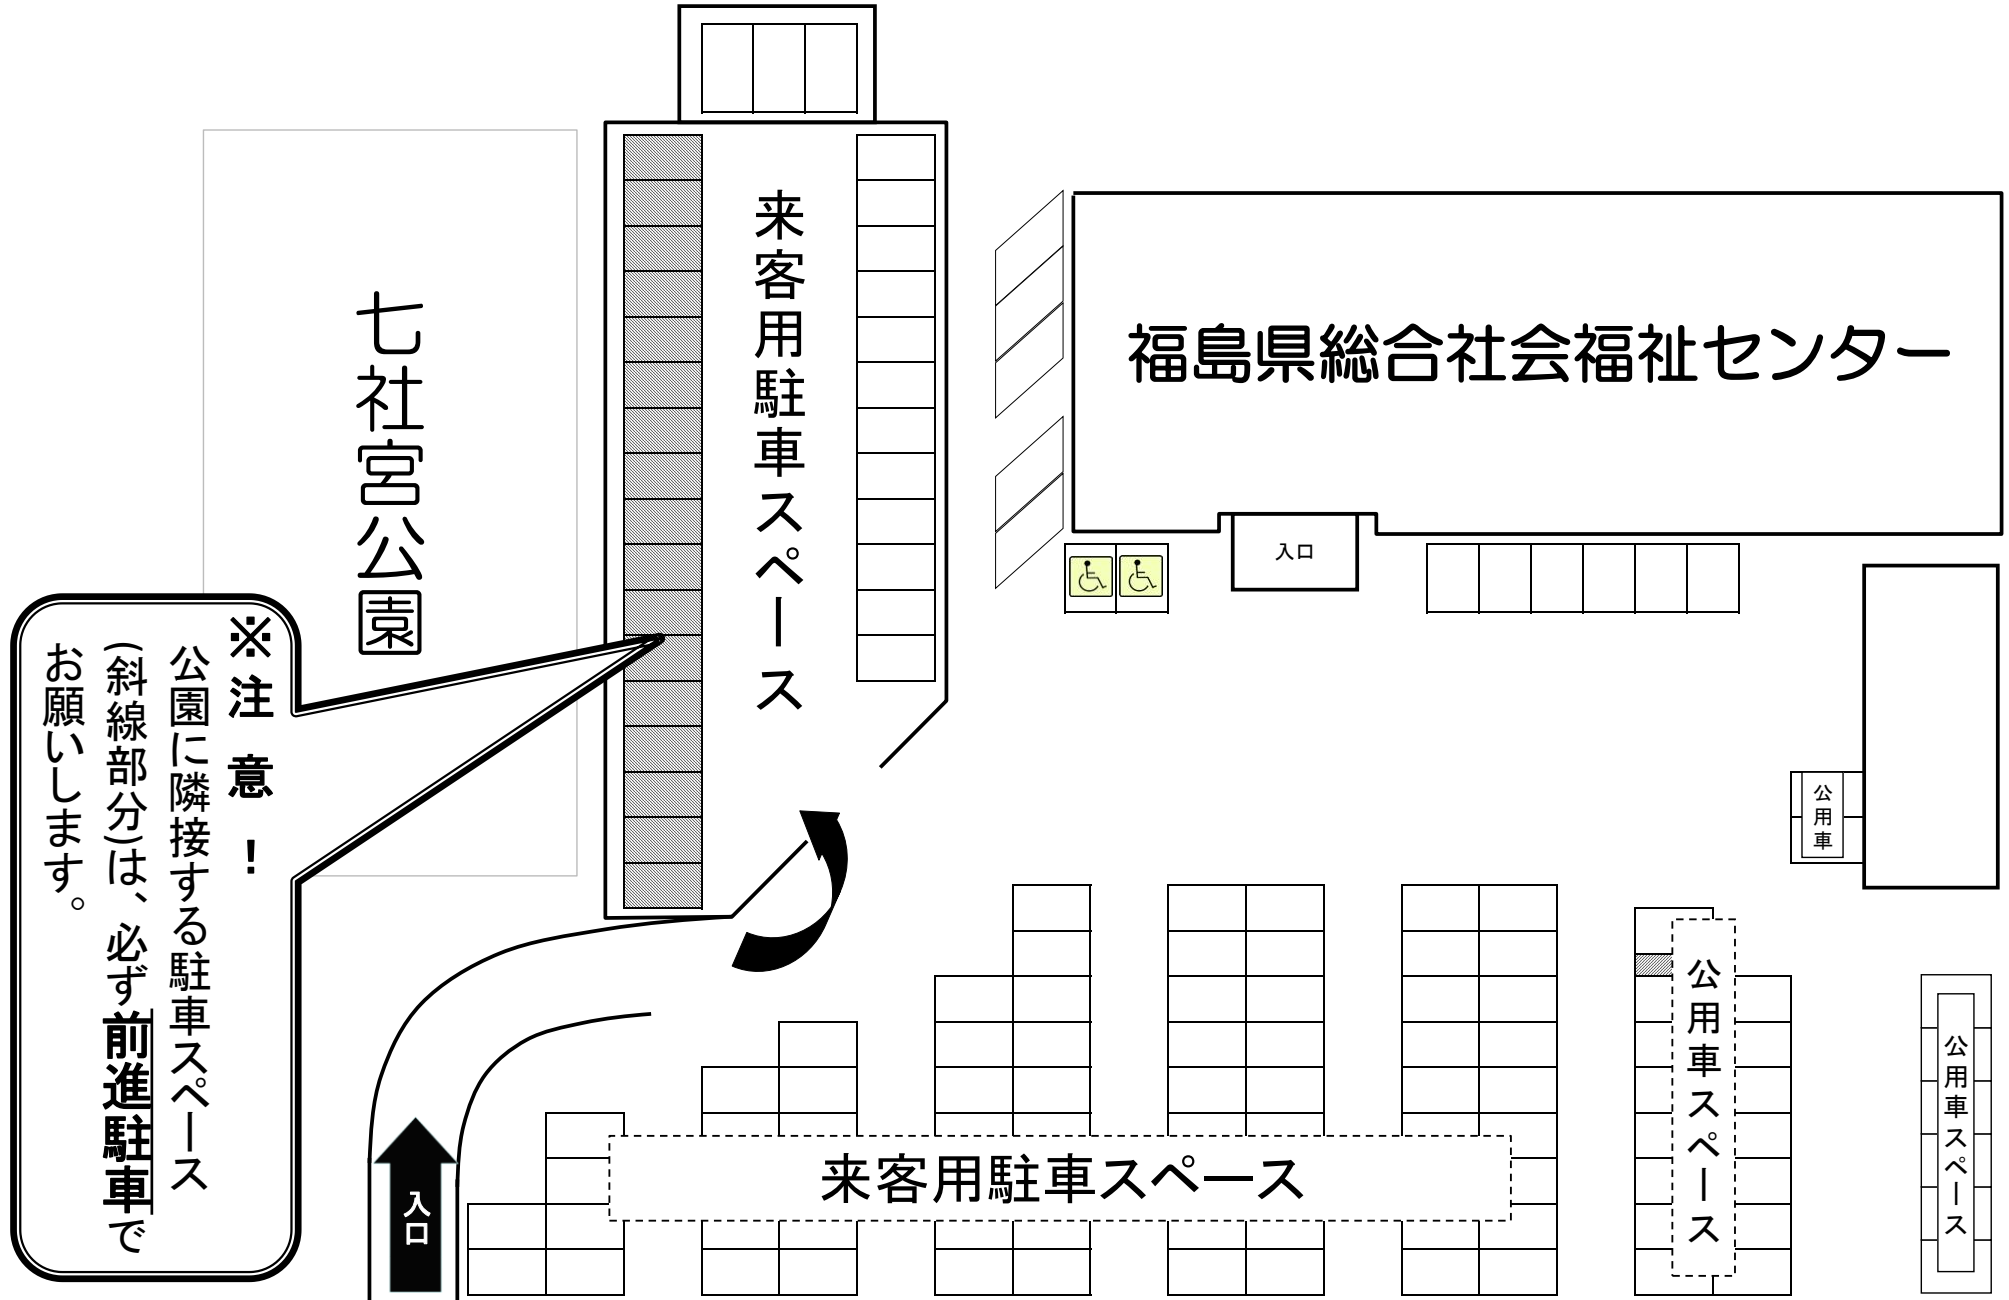 来客用駐車スペース
七社宮公園
福島県総合社会福祉センター
入口
※注意！
公園に隣接する駐車スペース
(斜線部分)は、必ず前進駐車で
お願いします。
公用車
公用車スペース
公用車スペース
来客用駐車スペース
入口